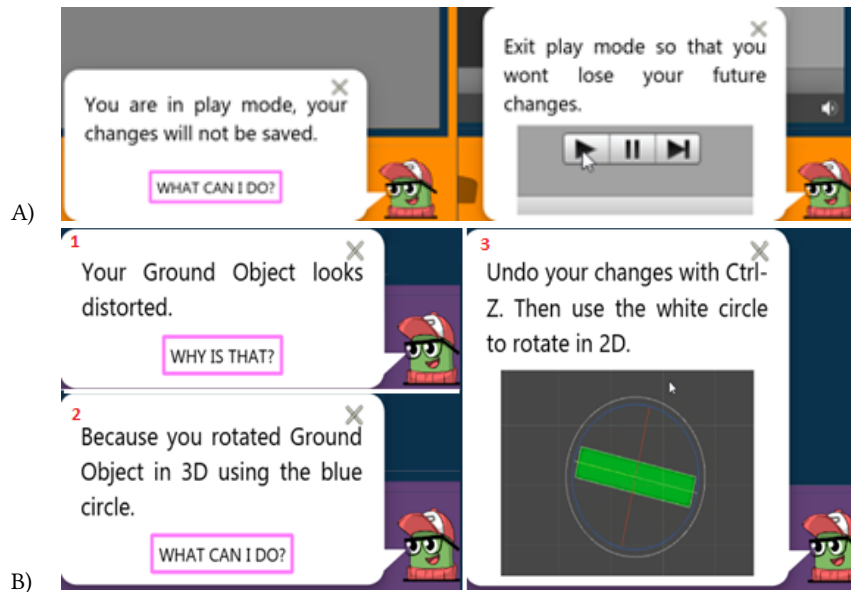 You are in play mode, your
changes will not be saved.
WHAT CAN I DO?
Exit play mode so that you
wont lose your future
changes.
A)
1
Your Ground Object looks
distorted.
WHY IS THAT?
2
Because you rotated Ground
Object in 3D using the blue
circle.
WHAT CAN I DO?
3
Undo your changes with Ctrl-
Z. Then use the white circle
to rotate in 2D.
B)